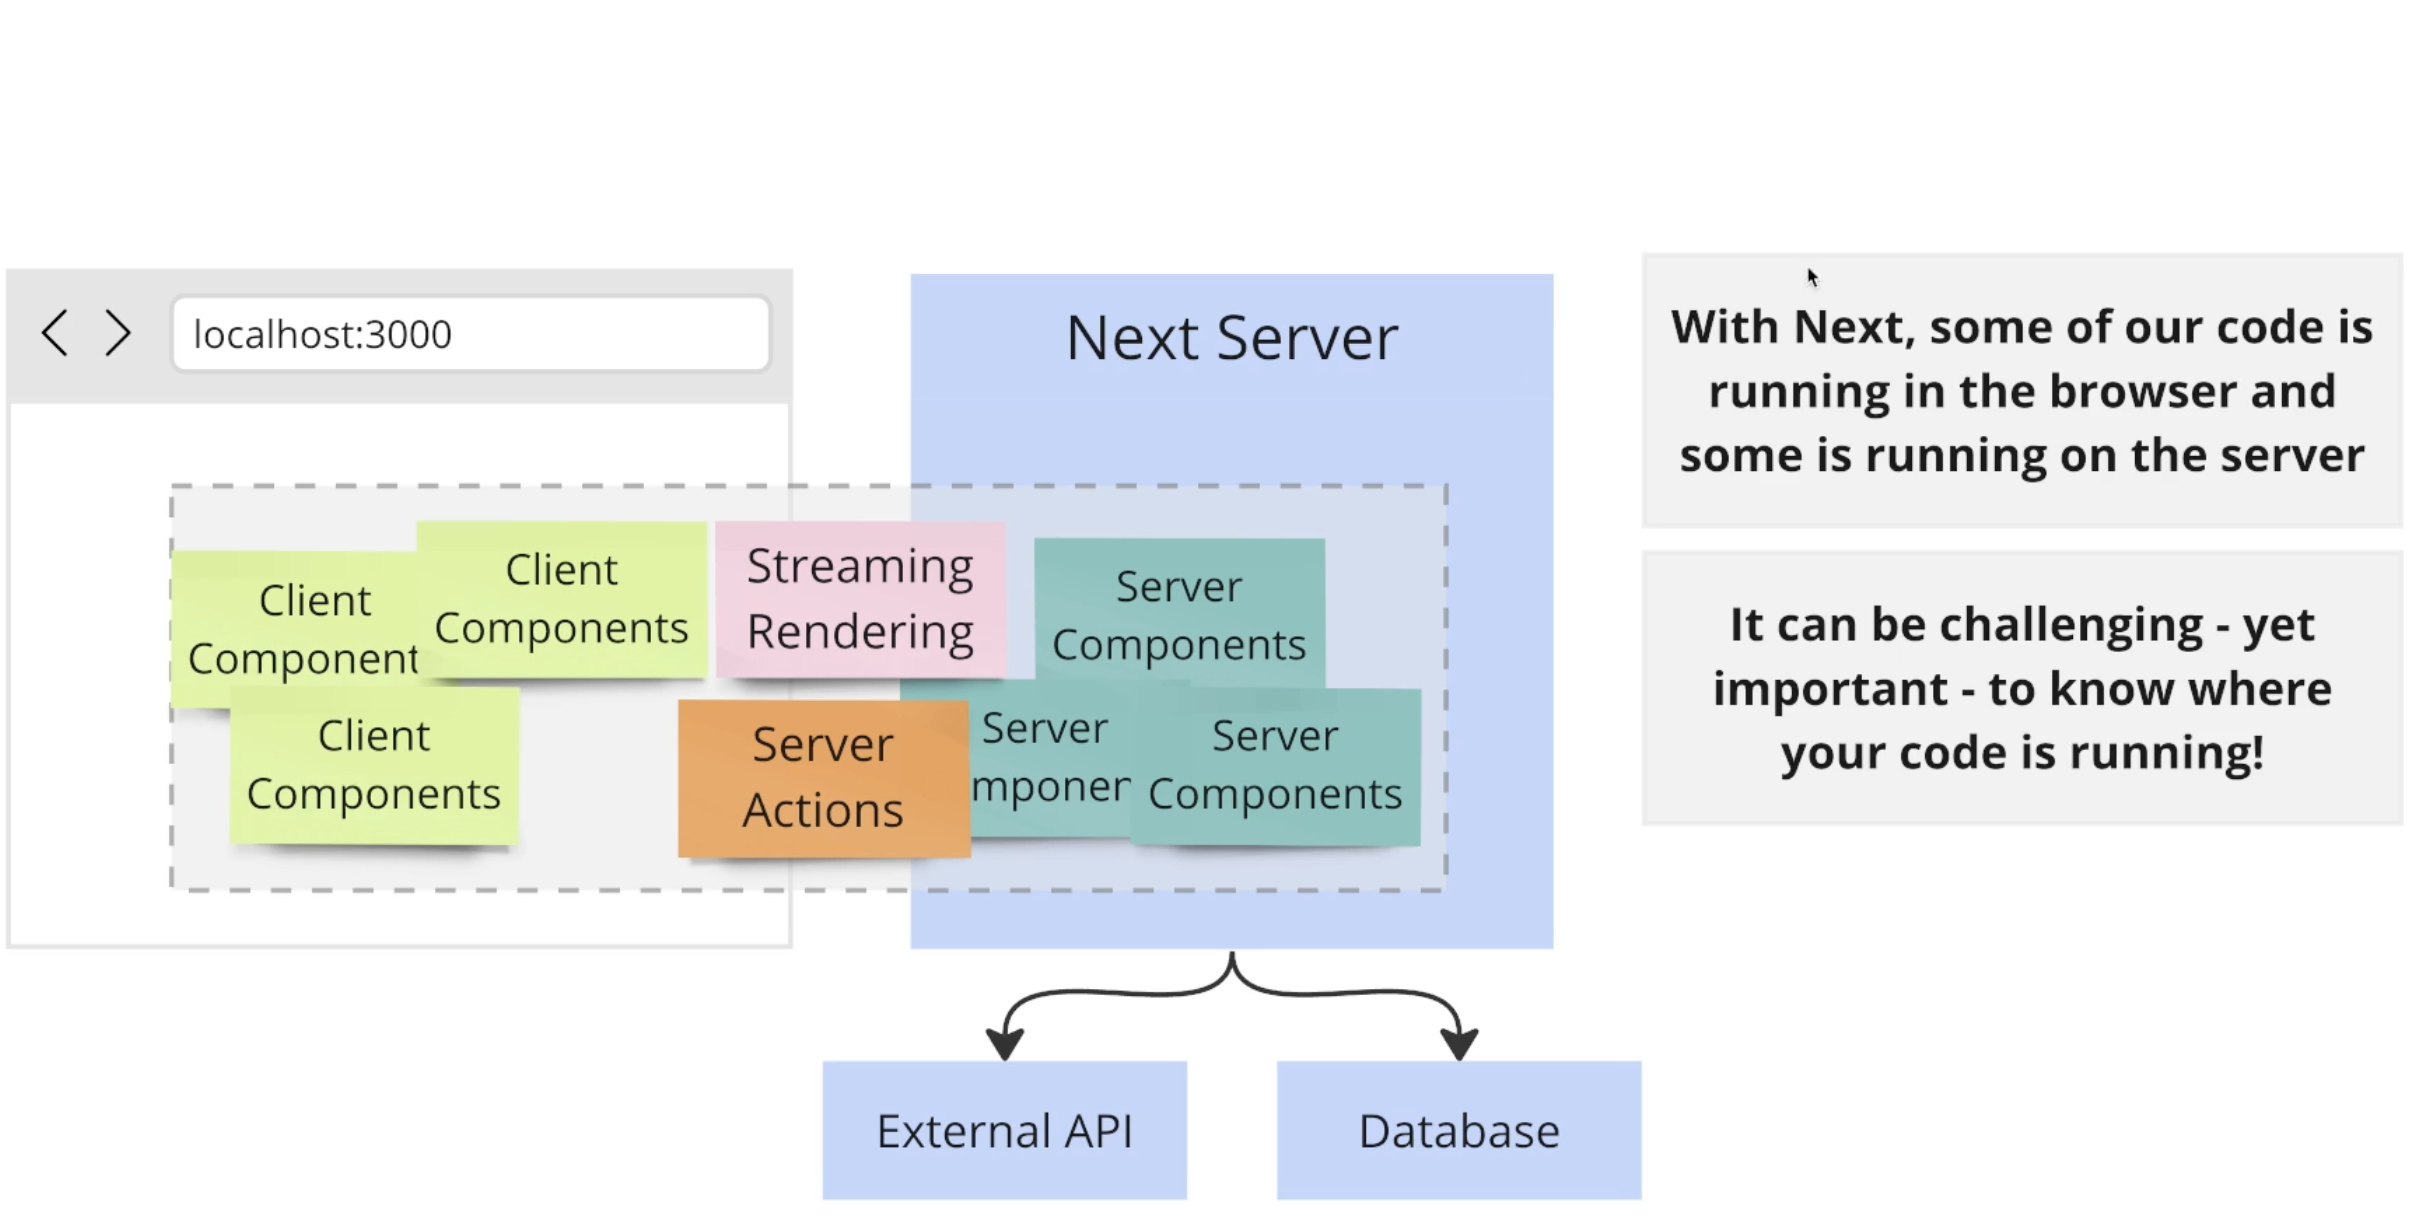 localhost:3000
Next Server
Client
Component
Client
Components
Client
Components
Streaming
Rendering
Server
Actions
Server
Components
Server
mponen
Server
Components
External API
Database
With Next, some of our code is
running in the browser and
some is running on the server
It can be challenging - yet
important - to know where
your code is running!